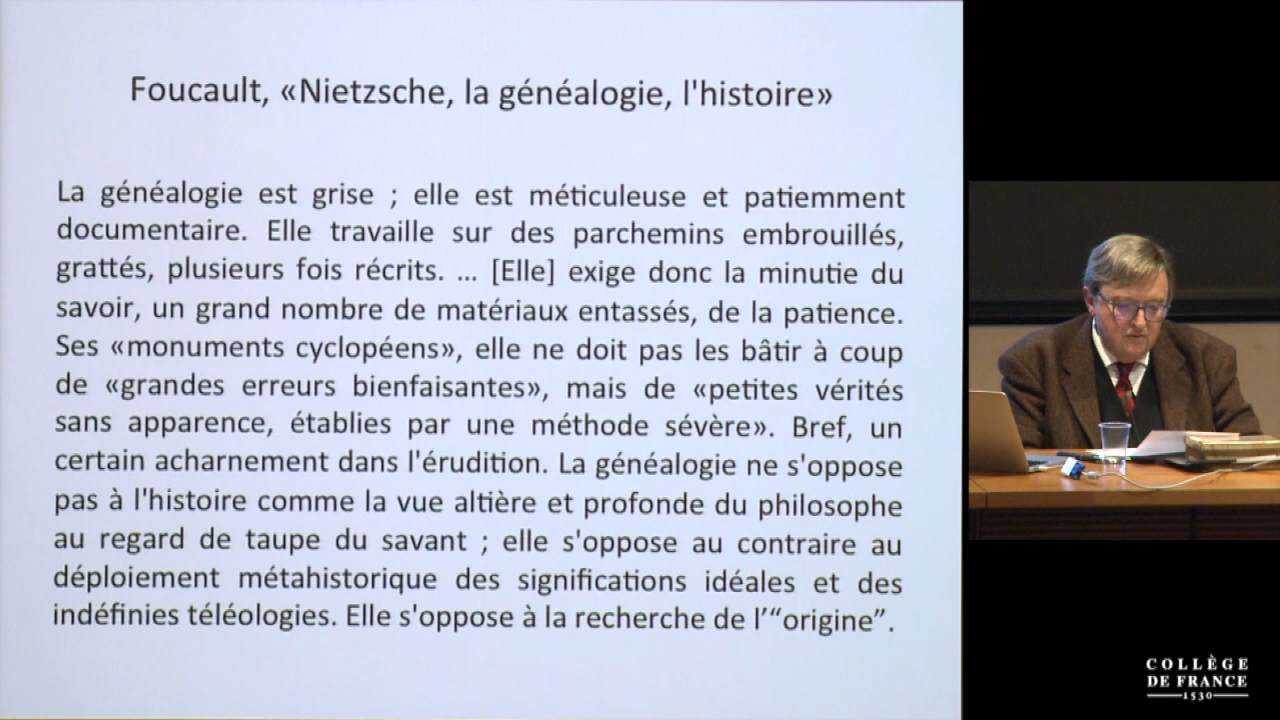 Foucault, «Nietzsche, la généalogie, l'histoire»
La généalogie est grise ; elle est méticuleuse et patiemment
documentaire. Elle travaille sur des parchemins embrouillés,
grattés, plusieurs fois récrits. ... [Elle] exige donc la minutie du
savoir, un grand nombre de matériaux entassés, de la patience.
Ses «monuments cyclopéens», elle ne doit pas les bâtir à coup
de «grandes erreurs bienfaisantes», mais de «petites vérités
sans apparence, établies par une méthode sévère». Bref, un
certain acharnement dans l'érudition. La généalogie ne s'oppose
pas à l'histoire comme la vue altière et profonde du philosophe
au regard de taupe du savant ; elle s'oppose au contraire au
déploiement métahistorique des significations idéales et des
indéfinies téléologies. Elle s'oppose à la recherche de l’“origine”.
COLLÈGE
DE FRANCE
1530